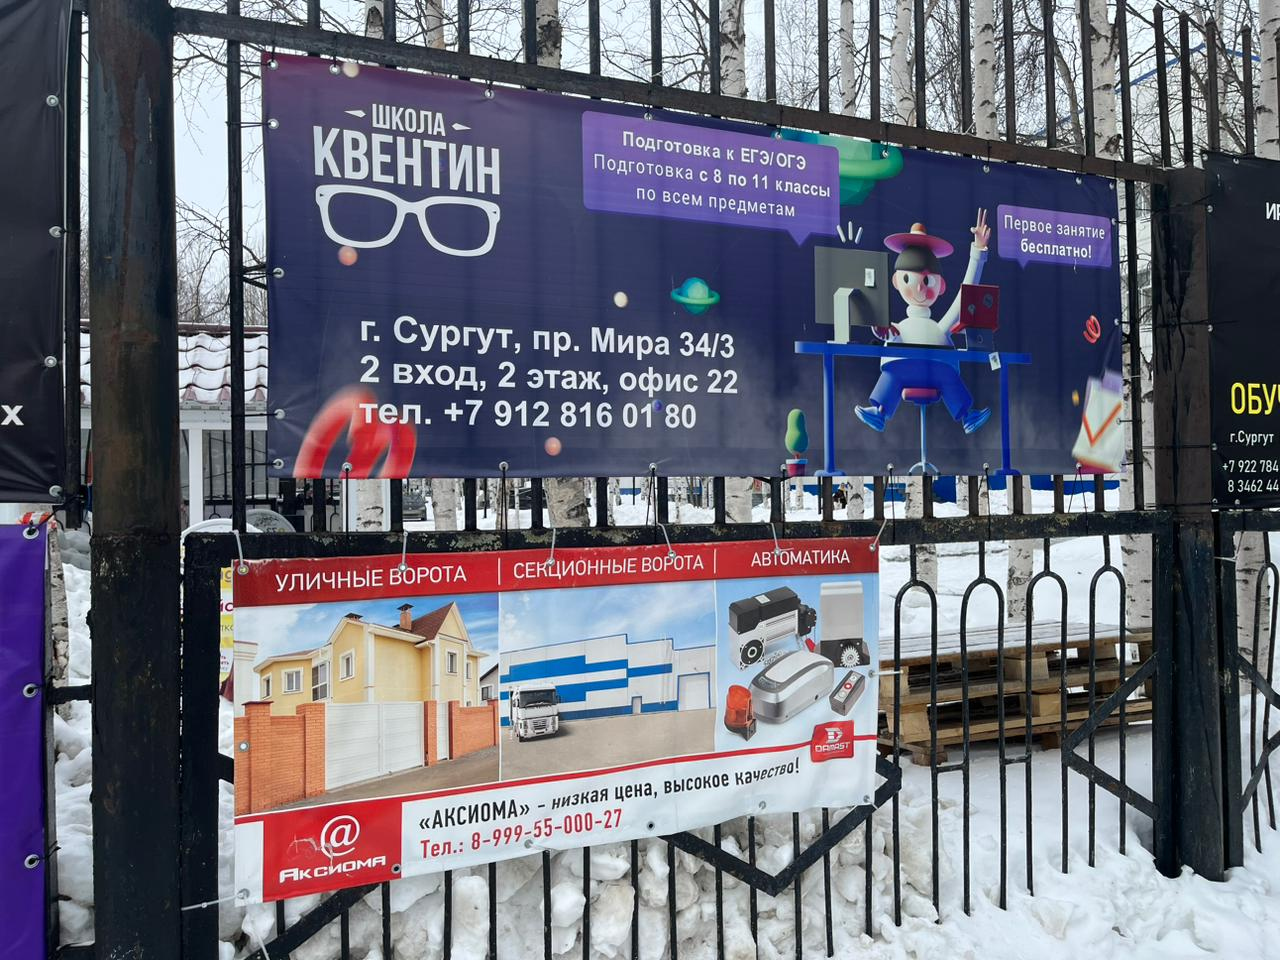 ШКОЛА
КВЕНТИН
Подготовка к ЕГЭ/ОГЭ
Подготовка с 8 по 11 классы
по всем предметам
Первое занятие
бесплатно!
г. Сургут, пр. Мира 34/3
2 вход, 2 этаж, офис 22
тел. +7 912 816 01 80
УЛИЧНЫЕ ВОРОТА
СЕКЦИОННЫЕ ВОРОТА
АВТОМАТИКА
DAMAST
«АКСИОМА» - низкая цена, высокое качество!
Тел.: 8-999-55-000-27
@
АКСИОМА
х
г.Сургут
+7 922 784
8 3462 44